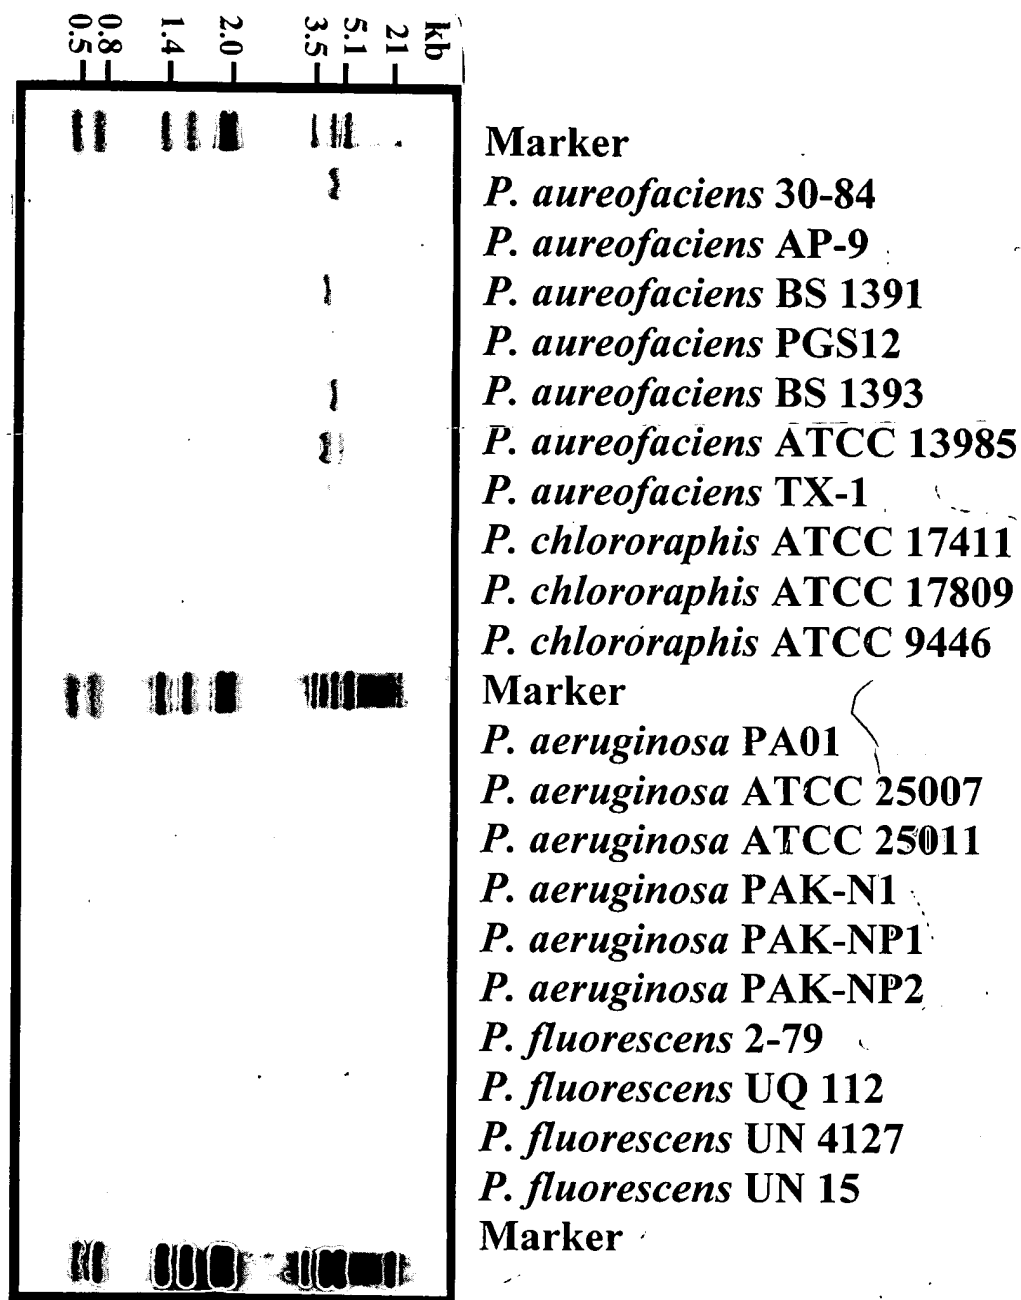 0.5
0.8
1.4
2.0
3.5
5.1
21
kb
Marker
P. aureofaciens 30-84
P. aureofaciens AP-9
P. aureofaciens BS 1391
P. aureofaciens PGS12
P. aureofaciens BS 1393
P. aureofaciens ATCC 13985
P. aureofaciens TX-1
P. chlororaphis ATCC 17411
P. chlororaphis ATCC 17809
P. chlororaphis ATCC 9446
Marker
P. aeruginosa PA01
P. aeruginosa ATCC 25007
P. aeruginosa ATCC 25011
P. aeruginosa PAK-N1
P. aeruginosa PAK-NP1
P. aeruginosa PAK-NP2
P. fluorescens 2-79
P. fluorescens UQ 112
P. fluorescens UN 4127
P. fluorescens UN 15
Marker